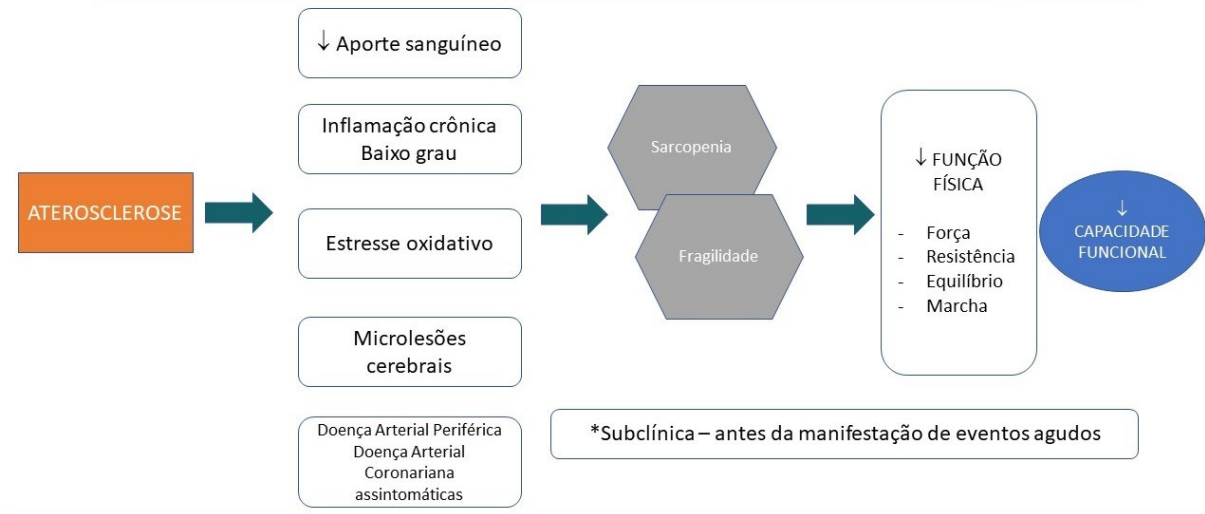 ATEROSCLEROSE
↓ Aporte sanguíneo
Inflamação crônica
Baixo grau
Estresse oxidativo
Microlesões
cerebrais
Doença Arterial Periférica
Doença Arterial
Coronariana
assintomáticas
Sarcopenia
Fragilidade
↓ FUNÇÃO
FÍSICA
- Força
- Resistência
- Equilíbrio
- Marcha
↓
CAPACIDADE
FUNCIONAL
*Subclínica – antes da manifestação de eventos agudos